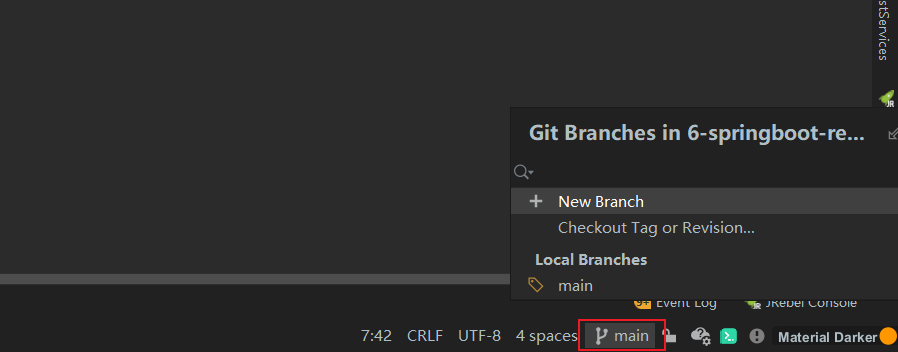 stServices
JR
Git Branches in 6-springboot-re...
New Branch
Checkout Tag or Revision...
Local Branches
main
9+ Event Log
JRebel Console
7:42 CRLF UTF-8 4 spaces main Material Darker